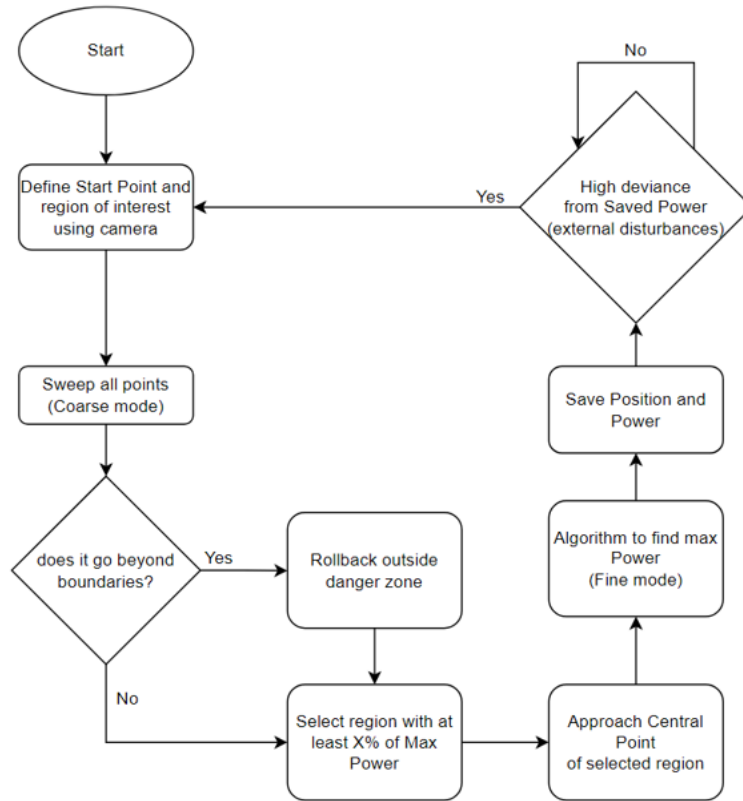 Start
Define Start Point and
region of interest
using camera
Sweep all points
(Coarse mode)
does it go beyond
boundaries?
Yes
No
Rollback outside
danger zone
Select region with at
least X% of Max
Power
Approach Central
Point
of selected region
Algorithm to find max
Power
(Fine mode)
Save Position and
Power
High deviance
from Saved Power
(external disturbances)
No
Yes